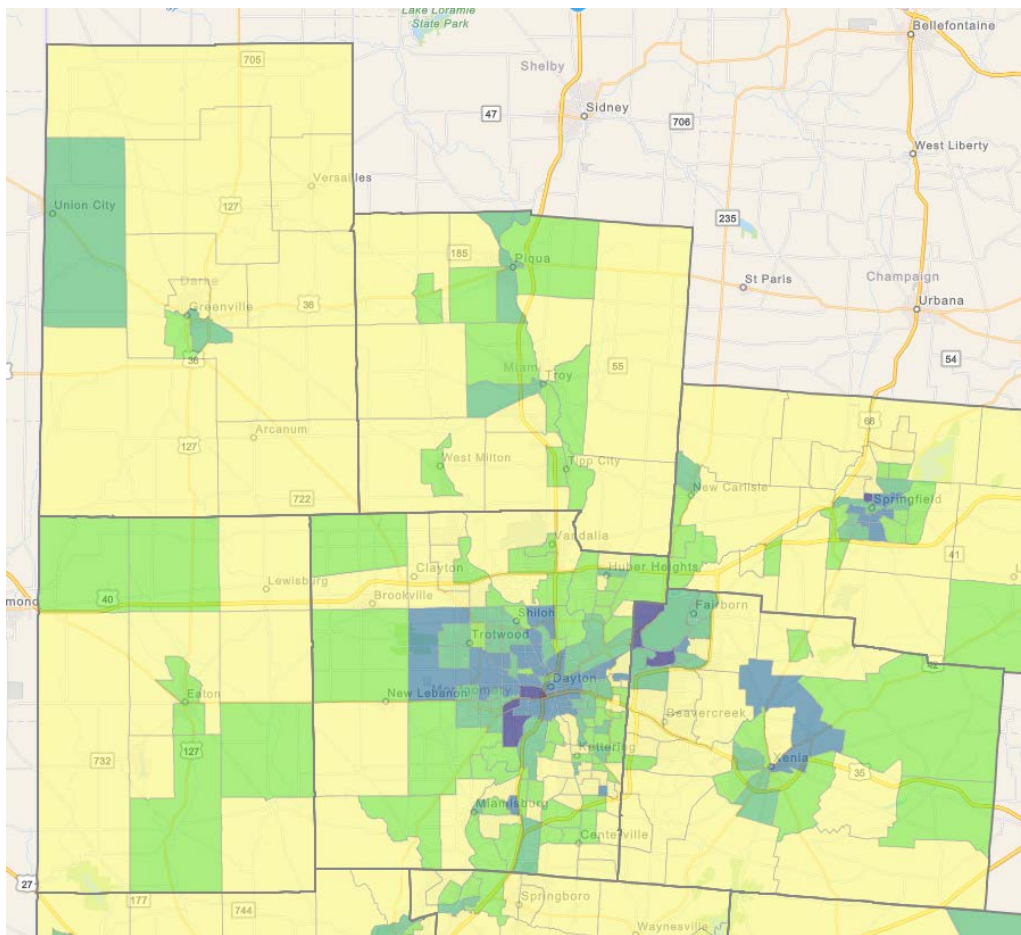 Lake Loramie
State Park
Bellefontaine
705
Shelby
Sidney
47
706
West Liberty
Versailles
Union City
127
235
185
Piqua
St Paris
Champaign
Darke
Greenville
36
Urbana
36
54
Miami
Troy
55
68
127
Arcanum
West Milton
Tipp City
New Carlisle
Springfield
722
Vandalia
41
Clayton
Huber Heights
Lewisburg
40
Brookville
mond
Shiloh
Fairborn
Trotwood
42
Dayton
Eaton
New Lebanon
Montgomery
Beavercreek
127
732
Kettering
Xenia
35
Miamisburg
Centerville
27
177
744
Springboro
Waynesville